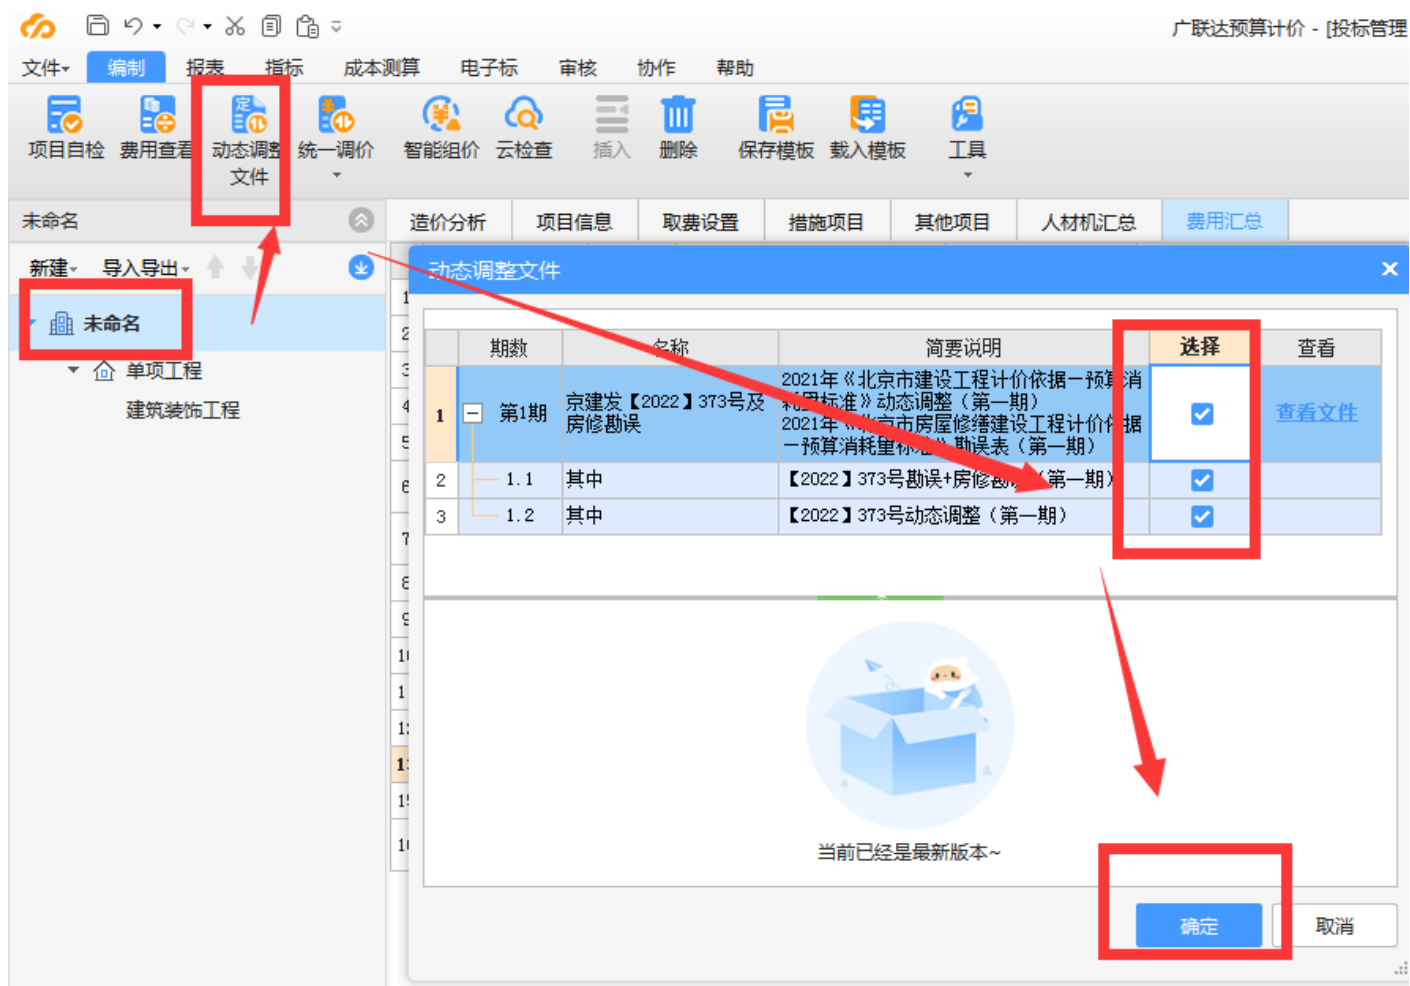 广联达预算计价 - [投标管理
文件 编制 报表 指标 成本测算 电子标 审核 协作 帮助
项目自检 费用查看 动态调整 统一调价 智能组价 云检查 插入 删除 保存模板 载入模板 工具
文件
未命名 造价分析 项目信息 取费设置 措施项目 其他项目 人材机汇总 费用汇总
新建 导入导出
动态调整文件
未命名
单项工程
建筑装饰工程
期数 名称 简要说明 选择 查看
1 第1期 京建发【2022】373号及房修勘误
2021年《北京市建设工程计价依据-预算消
耗量标准》动态调整（第一期）
2021年《北京市房屋修缮建设工程计价依据
-预算消耗量标准》勘误表（第一期）
查看文件
2 1.1 其中 【2022】373号勘误+房修勘误（第一期）
3 1.2 其中 【2022】373号动态调整（第一期）
当前已经是最新版本~
确定 取消